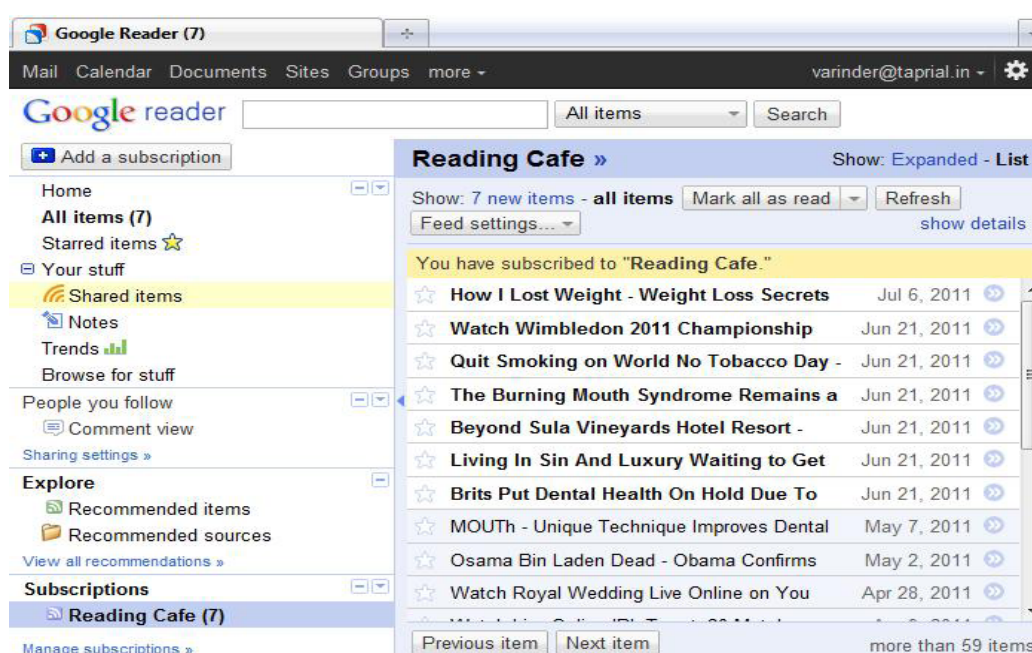 Google Reader (7)
Mail Calendar Documents Sites Groups more varinder@taprial.in
Google reader All items Search
Add a subscription
Home
All items (7)
Starred items
Your stuff
Shared items
Notes
Trends
Browse for stuff
People you follow
Comment view
Sharing settings »
Explore
Recommended items
Recommended sources
View all recommendations »
Subscriptions
Reading Cafe (7)
Manage subscriptions »
Reading Cafe » Show: Expanded - List
Show: 7 new items - all items Mark all as read Refresh
Feed settings... show details
You have subscribed to "Reading Cafe."
How I Lost Weight - Weight Loss Secrets Jul 6, 2011
Watch Wimbledon 2011 Championship Jun 21, 2011
Quit Smoking on World No Tobacco Day - Jun 21, 2011
The Burning Mouth Syndrome Remains a Jun 21, 2011
Beyond Sula Vineyards Hotel Resort - Jun 21, 2011
Living In Sin And Luxury Waiting to Get Jun 21, 2011
Brits Put Dental Health On Hold Due To Jun 21, 2011
MOUTh - Unique Technique Improves Dental May 7, 2011
Osama Bin Laden Dead - Obama Confirms May 2, 2011
Watch Royal Wedding Live Online on You Apr 28, 2011
Previous item Next item more than 59 items